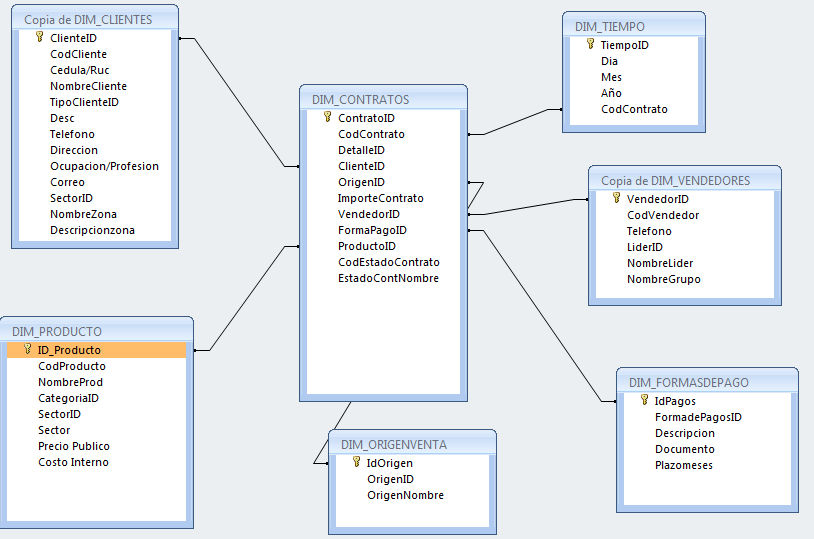 Copia de DIM_CLIENTES
ClienteID
CodCliente
Cedula/Ruc
NombreCliente
TipoClienteID
Desc
Telefono
Direccion
Ocupacion/Profesion
Correo
SectorID
NombreZona
Descripcionzona
DIM_CONTRATOS
ContratoID
CodContrato
DetalleID
ClienteID
OrigenID
ImporteContrato
VendedorID
FormaPagoID
ProductoID
CodEstadoContrato
EstadoContNombre
DIM_TIEMPO
TiempoID
Dia
Mes
Año
CodContrato
Copia de DIM_VENDEDORES
VendedorID
CodVendedor
Telefono
LiderID
NombreLider
NombreGrupo
DIM_PRODUCTO
ID_Producto
CodProducto
NombreProd
CategoriaID
SectorID
Sector
Precio Publico
Costo Interno
DIM_ORIGENVENTA
IdOrigen
OrigenID
OrigenNombre
DIM_FORMASDEPAGO
IdPagos
FormadePagosID
Descripcion
Documento
Plazomeses